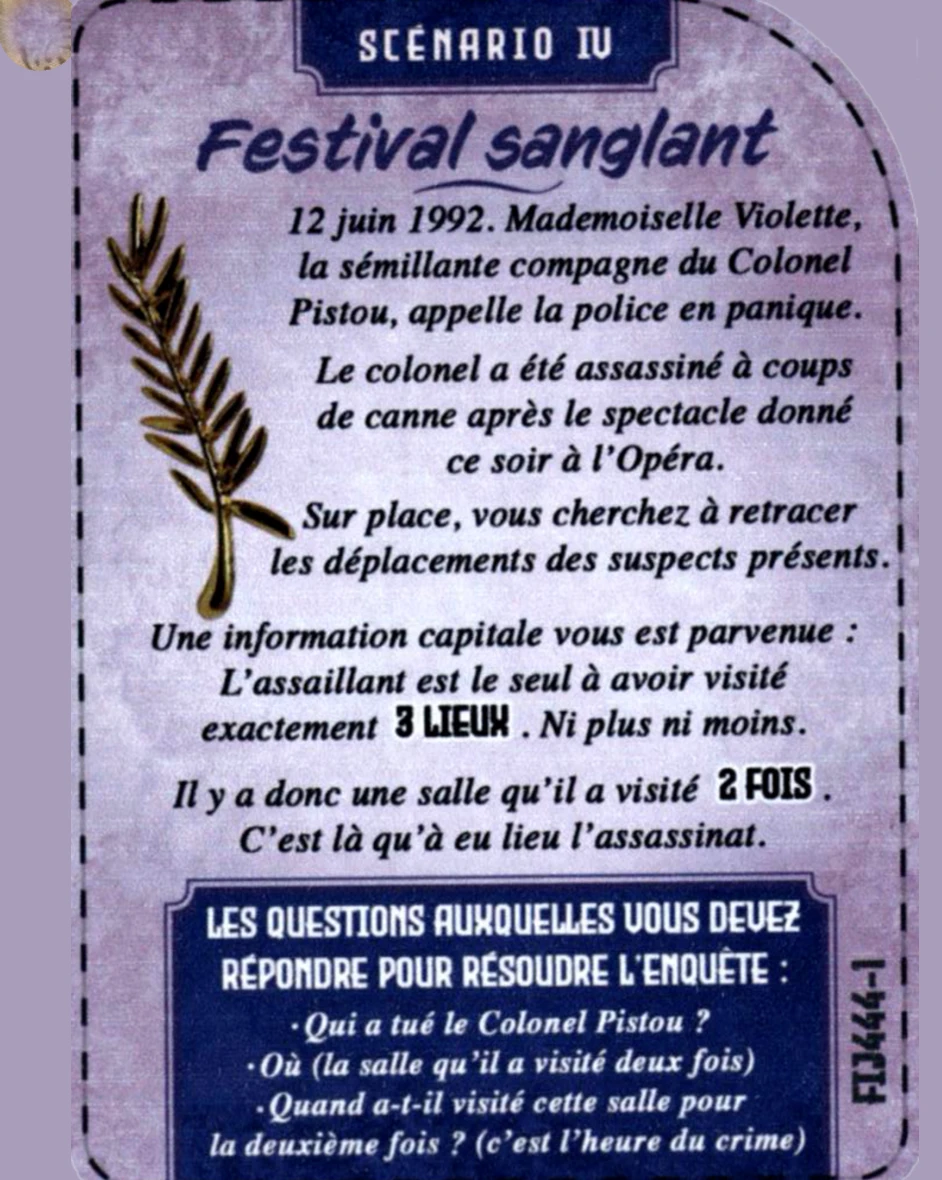 SCÉNARIO IV
Festival sanglant
12 juin 1992. Mademoiselle Violette,
la sémillante compagne du Colonel
Pistou, appelle la police en panique.
Le colonel a été assassiné à coups
de canne après le spectacle donné
ce soir à l'Opéra.
Sur place, vous cherchez à retracer
les déplacements des suspects présents.
Une information capitale vous est parvenue :
L'assaillant est le seul à avoir visité
exactement 3 LIEUX . Ni plus ni moins.
Il y a donc une salle qu'il a visité 2 FOIS .
C'est là qu'à eu lieu l'assassinat.
LES QUESTIONS AUXQUELLES VOUS DEVEZ
RÉPONDRE POUR RÉSOUDRE L'ENQUÊTE :
· Qui a tué le Colonel Pistou ?
· Où (la salle qu'il a visité deux fois)
· Quand a-t-il visité cette salle pour
la deuxième fois ? (c'est l'heure du crime)
FIJ444-1